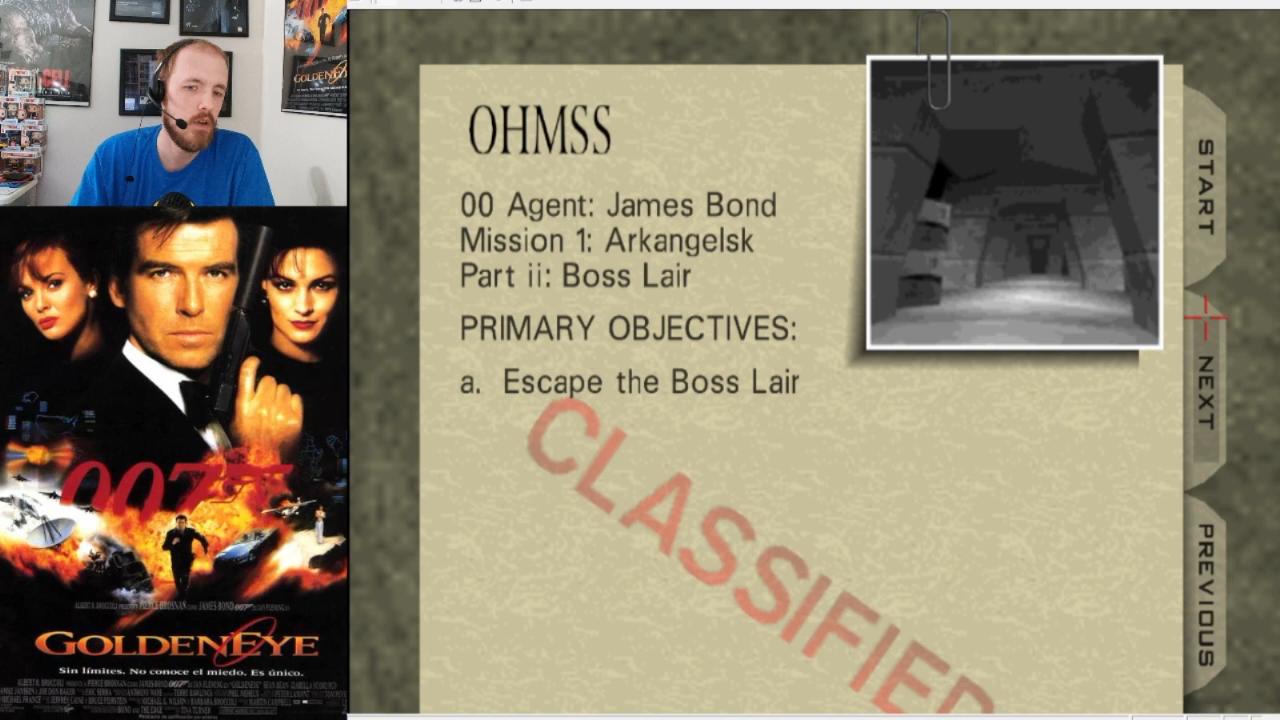 OHMSS
00 Agent: James Bond
Mission 1: Arkangelsk
Part ii: Boss Lair
PRIMARY OBJECTIVES:
a. Escape the Boss Lair
CLASSIFIED
START
NEXT
PREVIOUS
GOLDENEYE
007
GOLDENEYE
Sin límites. No conoce el miedo. Es único.